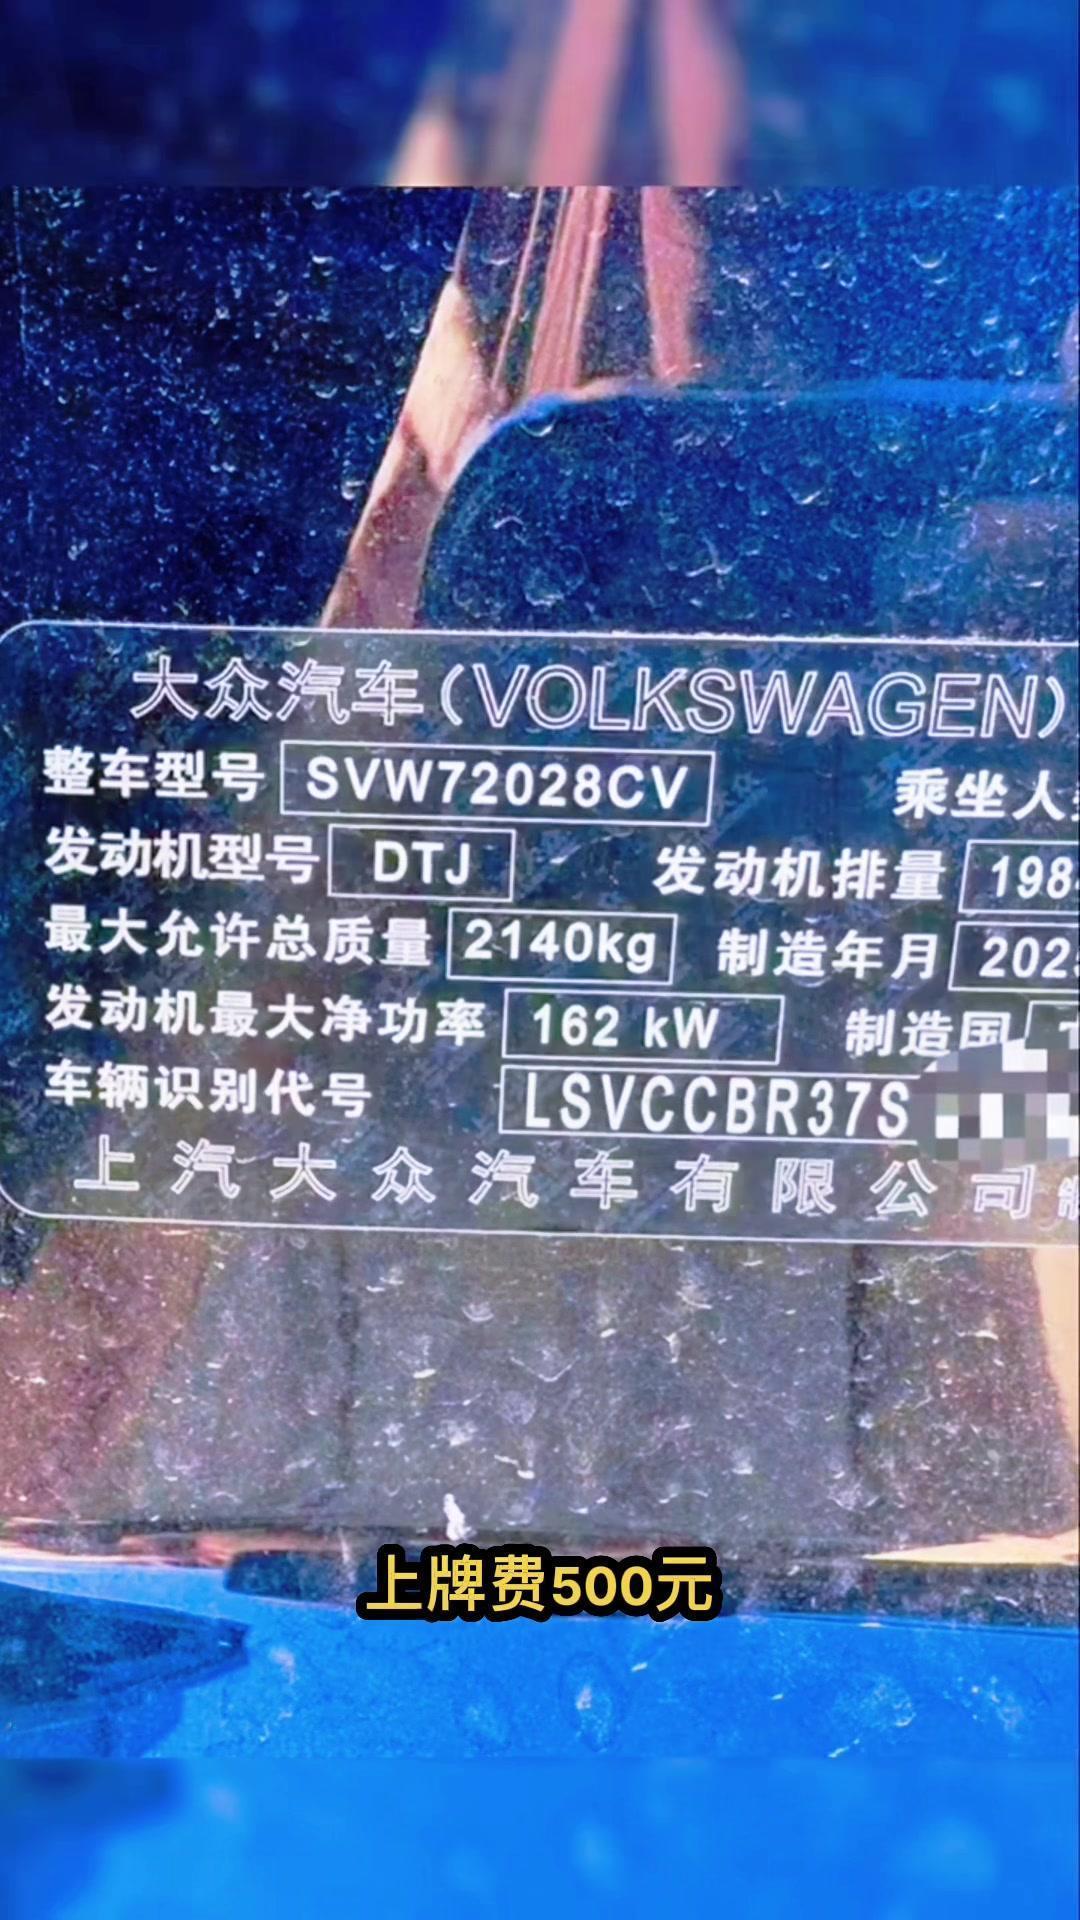 大众汽车(VOLKSWAGEN)
整车型号 SVW72028CV 乘坐人
发动机型号 DTJ 发动机排量 198
最大允许总质量 2140kg 制造年月 202
发动机最大净功率 162 kW 制造国
车辆识别代号 LSVCCBR37S
上汽大众汽车有限公司
上牌费500元